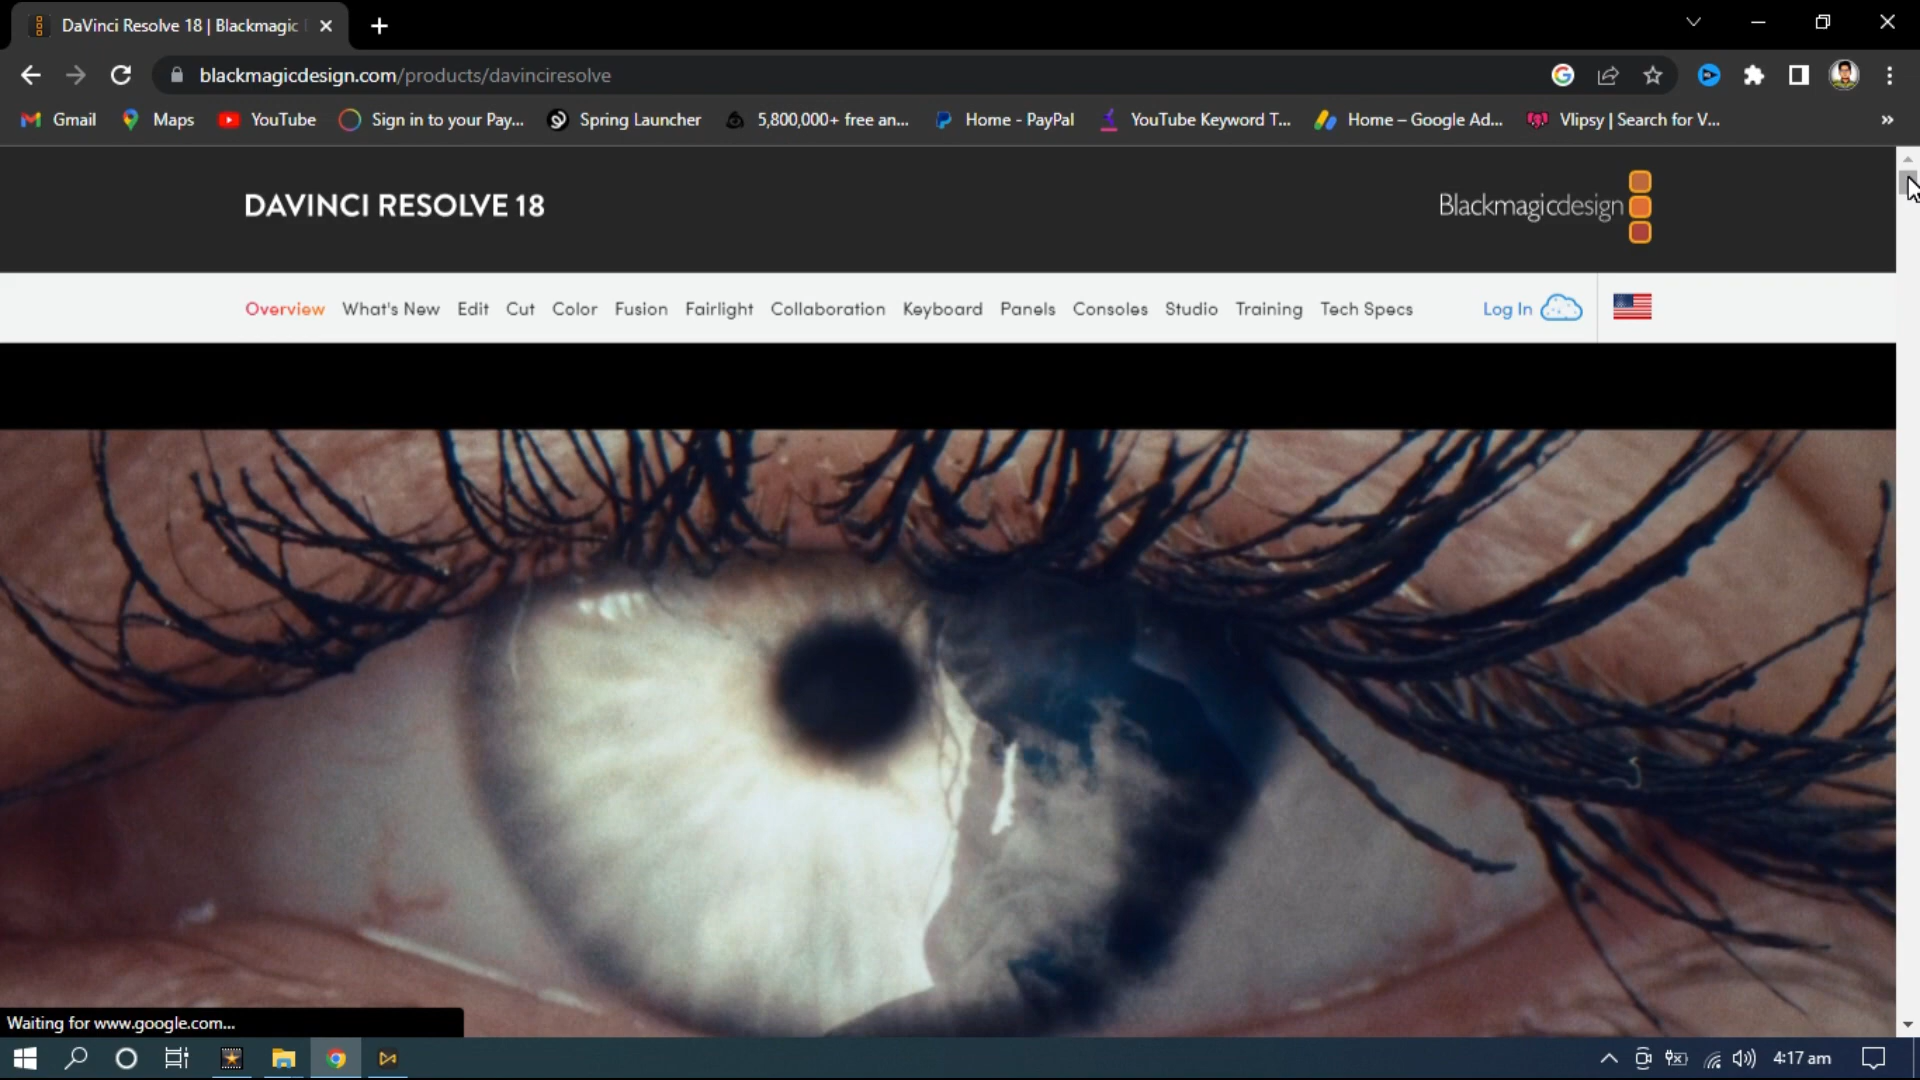 DaVinci Resolve 18 | Blackmagic
blackmagicdesign.com/products/davinciresolve
Gmail Maps YouTube Sign in to your Pay... Spring Launcher 5,800,000+ free an... Home - PayPal YouTube Keyword T... Home – Google Ad... Vlipsy | Search for V... »
DAVINCI RESOLVE 18
Blackmagicdesign
Overview What's New Edit Cut Color Fusion Fairlight Collaboration Keyboard Panels Consoles Studio Training Tech Specs Log In
Waiting for www.google.com...
4:17 am